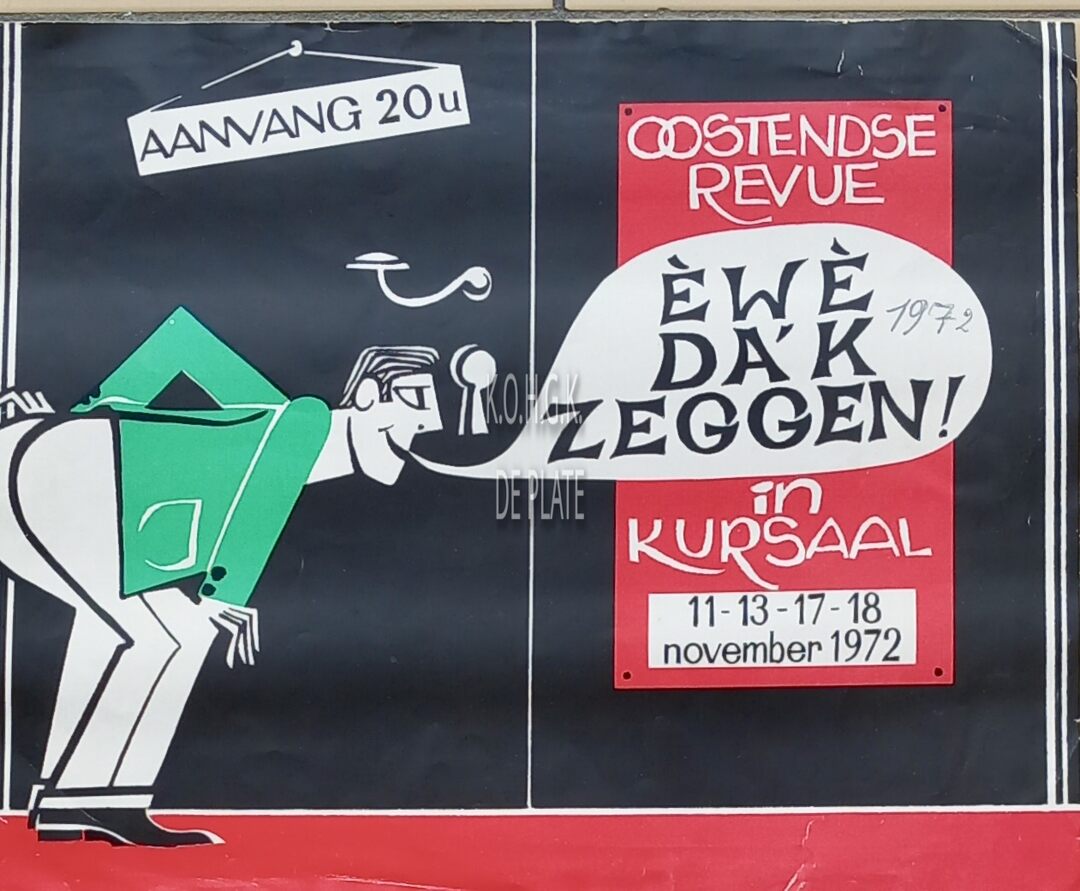 AANVANG 20u
OOSTENDSE
REVUE
ÈWÈ
DA'K
ZEGGEN!
1972
in
KURSAAL
11-13-17-18
november 1972
K.O.H.G.K.
DE PLATE